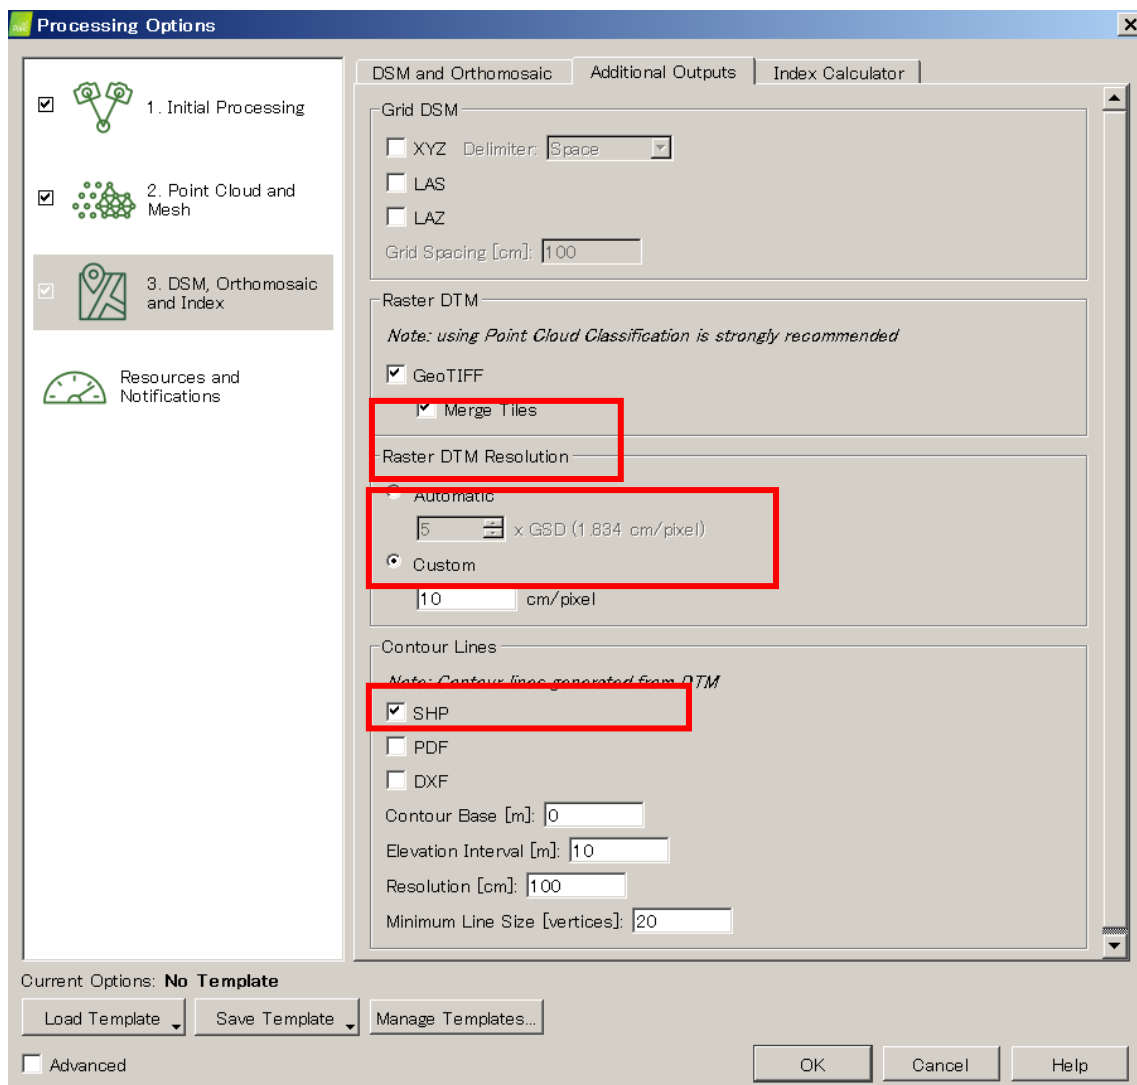 Processing Options
1. Initial Processing
2. Point Cloud and
Mesh
3. DSM, Orthomosaic
and Index
Resources and
Notifications
DSM and Orthomosaic
Additional Outputs
Index Calculator
Grid DSM
XYZ Delimiter: Space
LAS
LAZ
Grid Spacing [cm]: 100
Raster DTM
Note: using Point Cloud Classification is strongly recommended
GeoTIFF
Merge Tiles
Raster DTM Resolution
Automatic
5 x GSD (1.834 cm/pixel)
Custom
10 cm/pixel
Contour Lines
Note: Contour lines generated from DTM
SHP
PDF
DXF
Contour Base [m]: 0
Elevation Interval [m]: 10
Resolution [cm]: 100
Minimum Line Size [vertices]: 20
Current Options: No Template
Load Template
Save Template
Manage Templates...
Advanced
OK
Cancel
Help